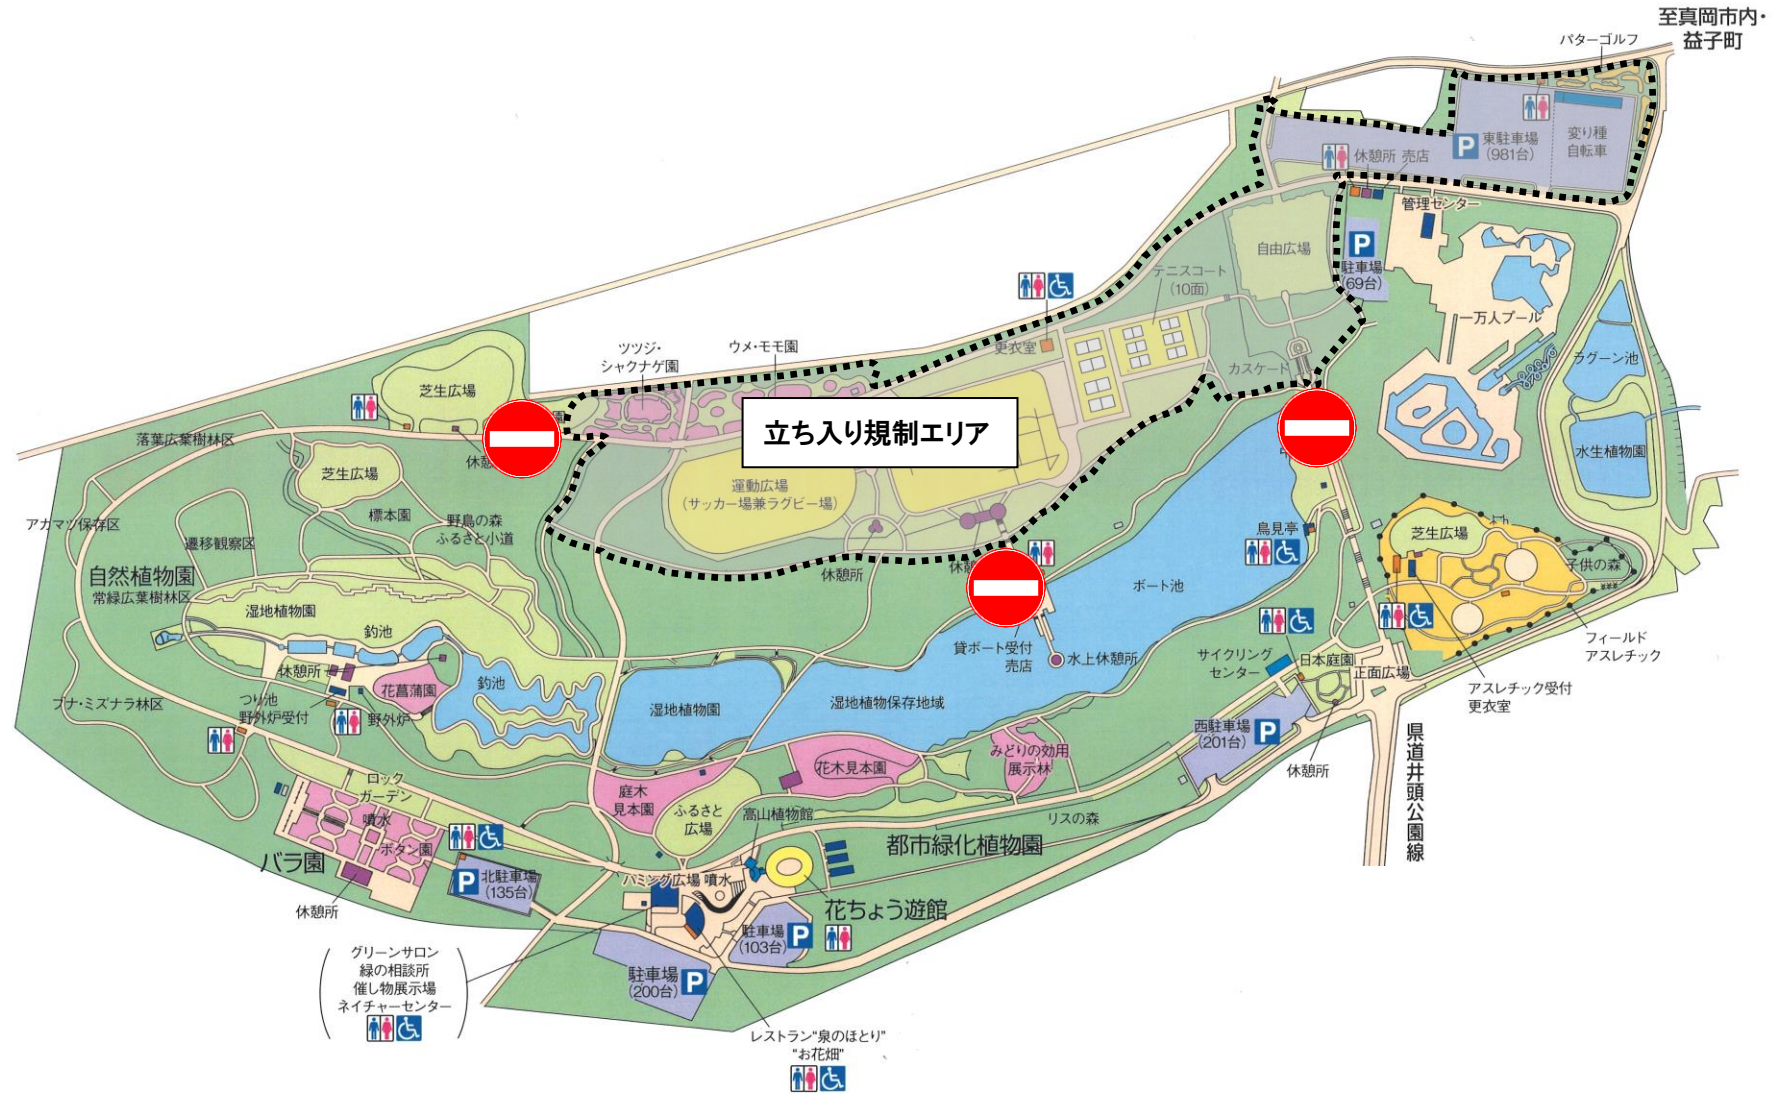 至真岡市内・
益子町
パターゴルフ
東駐車場
(981台)
変り種
自転車
休憩所 売店
管理センター
駐車場
(69台)
自由広場
テニスコート
(10面)
一万人プール
ラグーン池
水生植物園
カスケード
更衣室
ウメ・モモ園
ツツジ・
シャクナゲ園
園
芝生広場
休憩
落葉広葉樹林区
立ち入り規制エリア
芝生広場
運動広場
(サッカー場兼ラグビー場)
標本園
野鳥の森
ふるさと小道
アカマツ保存区
遷移観察区
鳥見亭
芝生広場
子供の森
自然植物園
常緑広葉樹林区
休憩所
休憩
ボート池
湿地植物園
釣池
貸ボート受付
売店
水上休憩所
フィールド
アスレチック
サイクリング
センター
日本庭園
正面広場
アスレチック受付
更衣室
休憩所
花菖蒲園
釣池
つり池
野外炉受付
野外炉
ブナ・ミズナラ林区
湿地植物園
湿地植物保存地域
西駐車場
(201台)
休憩所
県道井頭公園線
みどりの効用
展示林
花木見本園
ロック
ガーデン
庭木
見本園
ふるさと
広場
高山植物館
リスの森
噴水
ボタン園
バラ園
都市緑化植物園
北駐車場
(135台)
ハミング広場 噴水
休憩所
花ちょう遊館
駐車場
(103台)
駐車場
(200台)
グリーンサロン
緑の相談所
催し物展示場
ネイチャーセンター
レストラン“泉のほとり”
“お花畑”
P
P
P
P
P
P